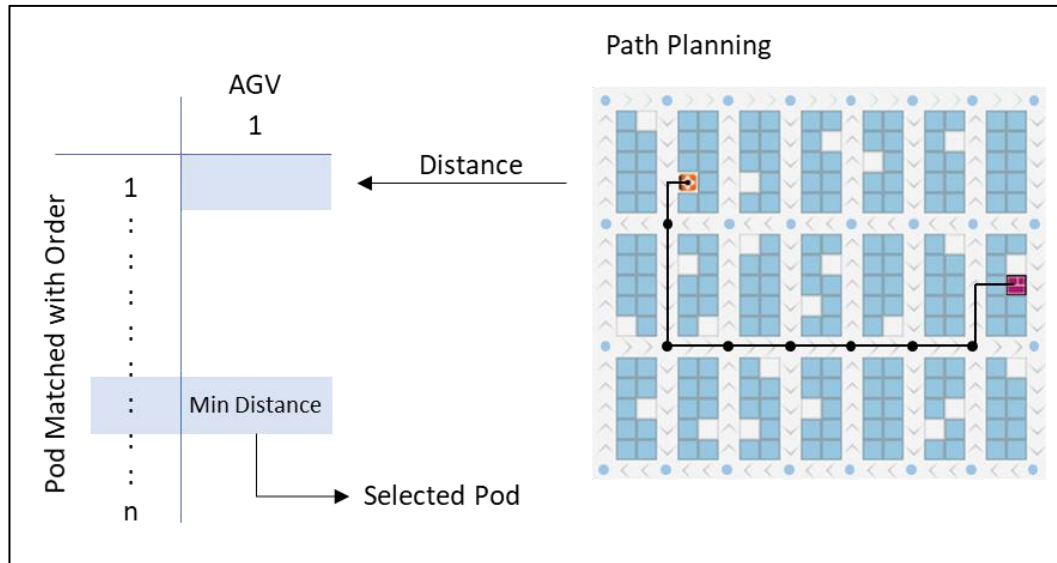 Path Planning
AGV
1
Distance
Pod Matched with Order
1
:
:
:
:
:
Min Distance
:
:
n
Selected Pod